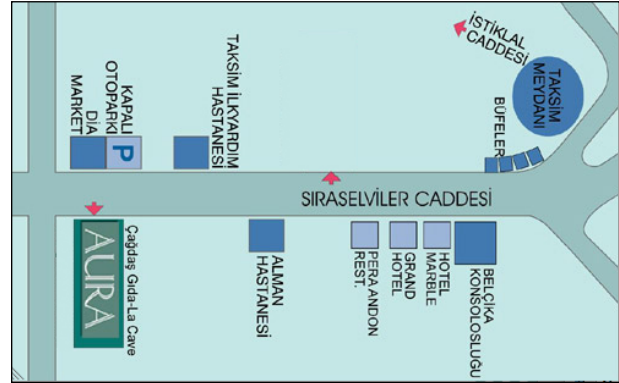 İSTİKLAL
CADDESİ
TAKSİM
MEYDANI
BÜFELER
TAKSİM İLKYARDIM
HASTANESİ
KAPALI
OTOPARKI
P
DİA
MARKET
SIRASELVİLER CADDESİ
BELÇİKA
KONSOLOSLUĞU
HOTEL
MARBLE
GRAND
HOTEL
PERA ANDON
REST.
ALMAN
HASTANESİ
Çağdaş Gıda-La Cave
AURA